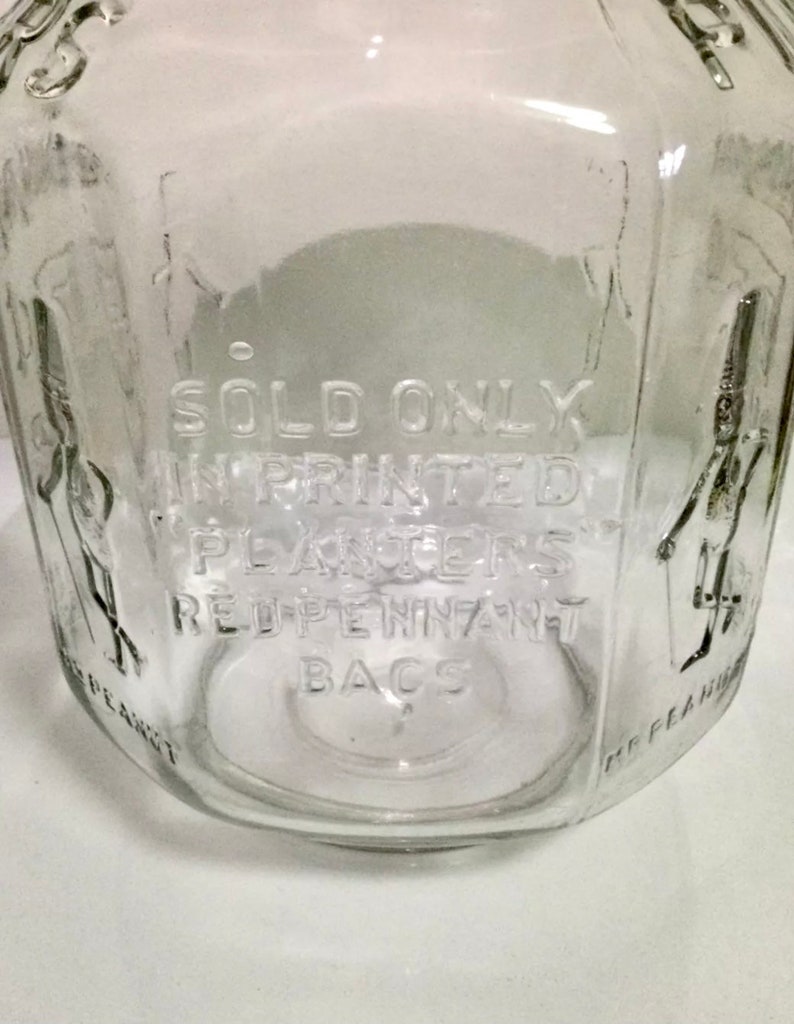 SOLD ONLY
IN PRINTED
"PLANTERS"
RED PENNANT
BAGS
MR PEANUT
MR PEANUT